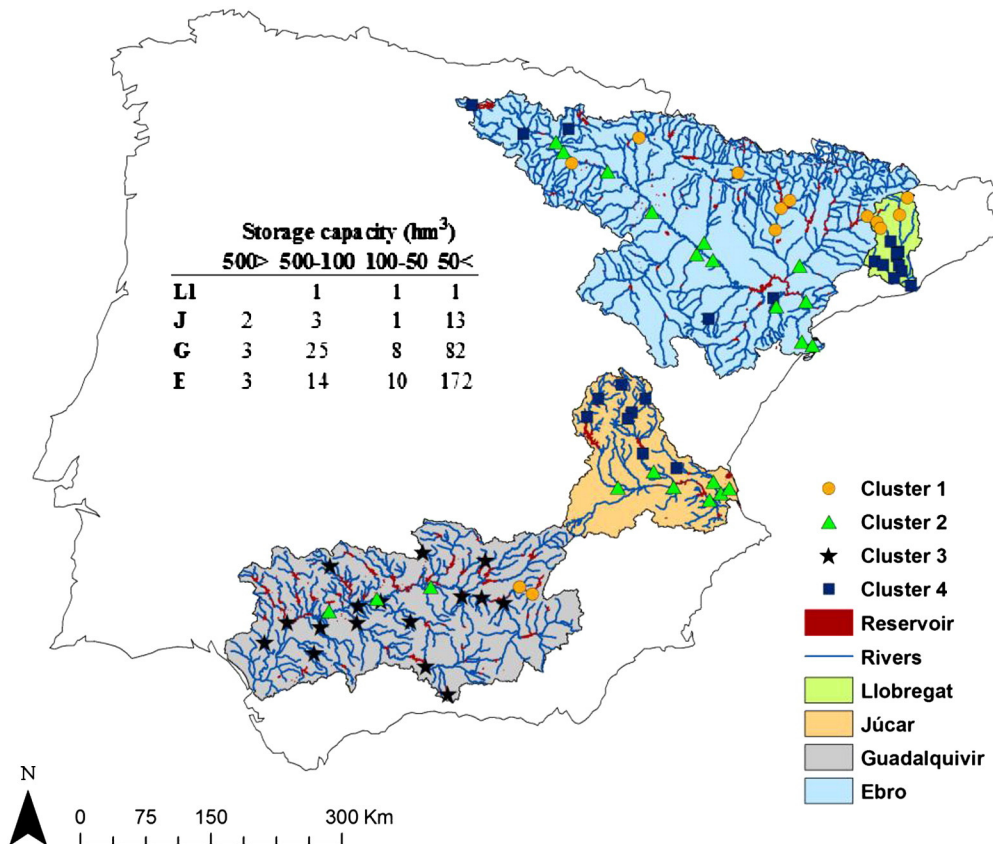 Storage capacity (hm³)
500> 500-100 100-50 50<
Ll 1 1 1
J 2 3 1 13
G 3 25 8 82
E 3 14 10 172
Cluster 1
Cluster 2
Cluster 3
Cluster 4
Reservoir
Rivers
Llobregat
Júcar
Guadalquivir
Ebro
N
0 75 150 300 Km